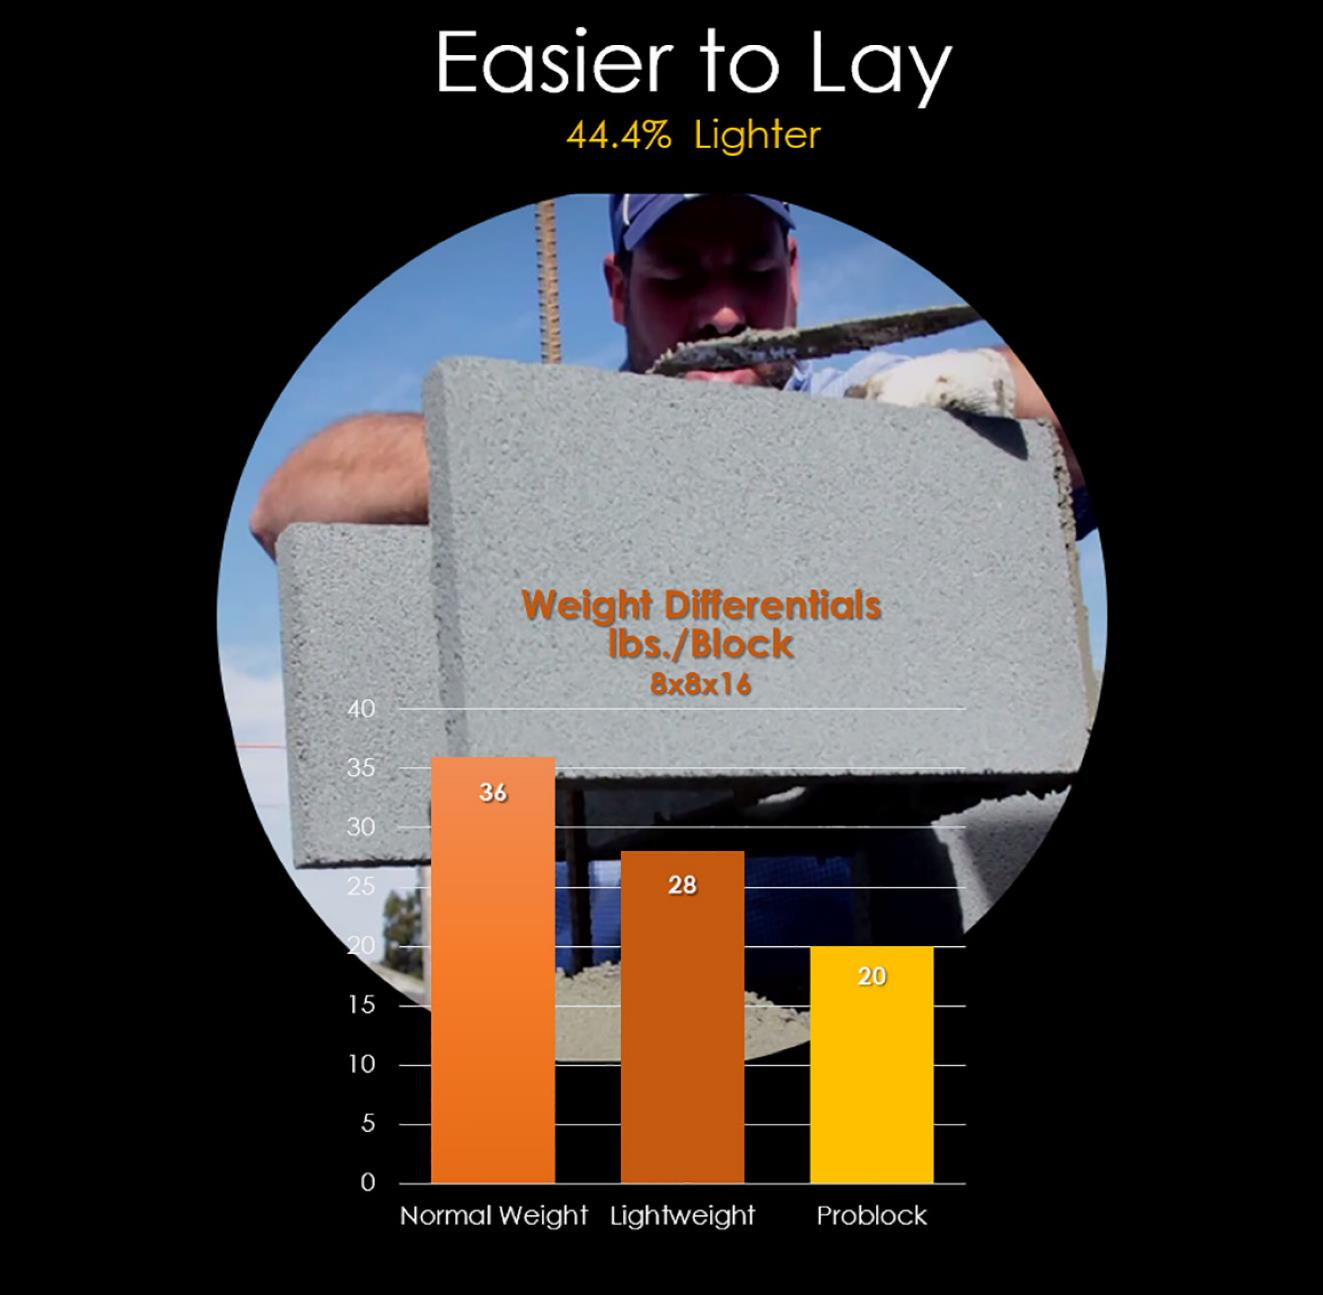 Easier to Lay
44.4% Lighter
Weight Differentials
lbs./Block
8x8x16
40
35
36
30
28
25
20
20
15
10
5
0
Normal Weight Lightweight Problock